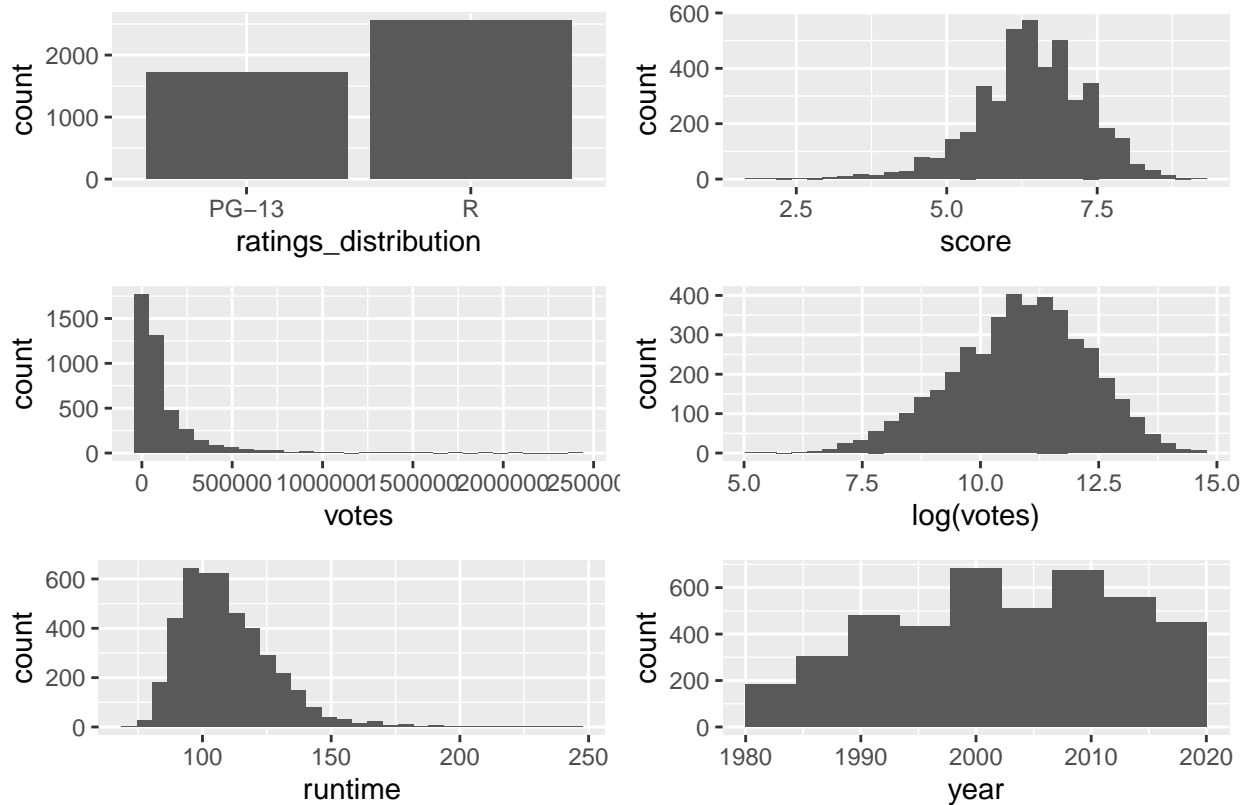 2000
1000
0
count
PG−13 R
ratings_distribution
600
400
200
0
count
2.5 5.0 7.5
score
1500
1000
500
0
count
0 500000 1000000 1500000 2000000
votes
400
300
200
100
0
count
5.0 7.5 10.0 12.5 15.0
log(votes)
600
400
200
0
count
100 150 200 250
runtime
600
400
200
0
count
1980 1990 2000 2010 2020
year